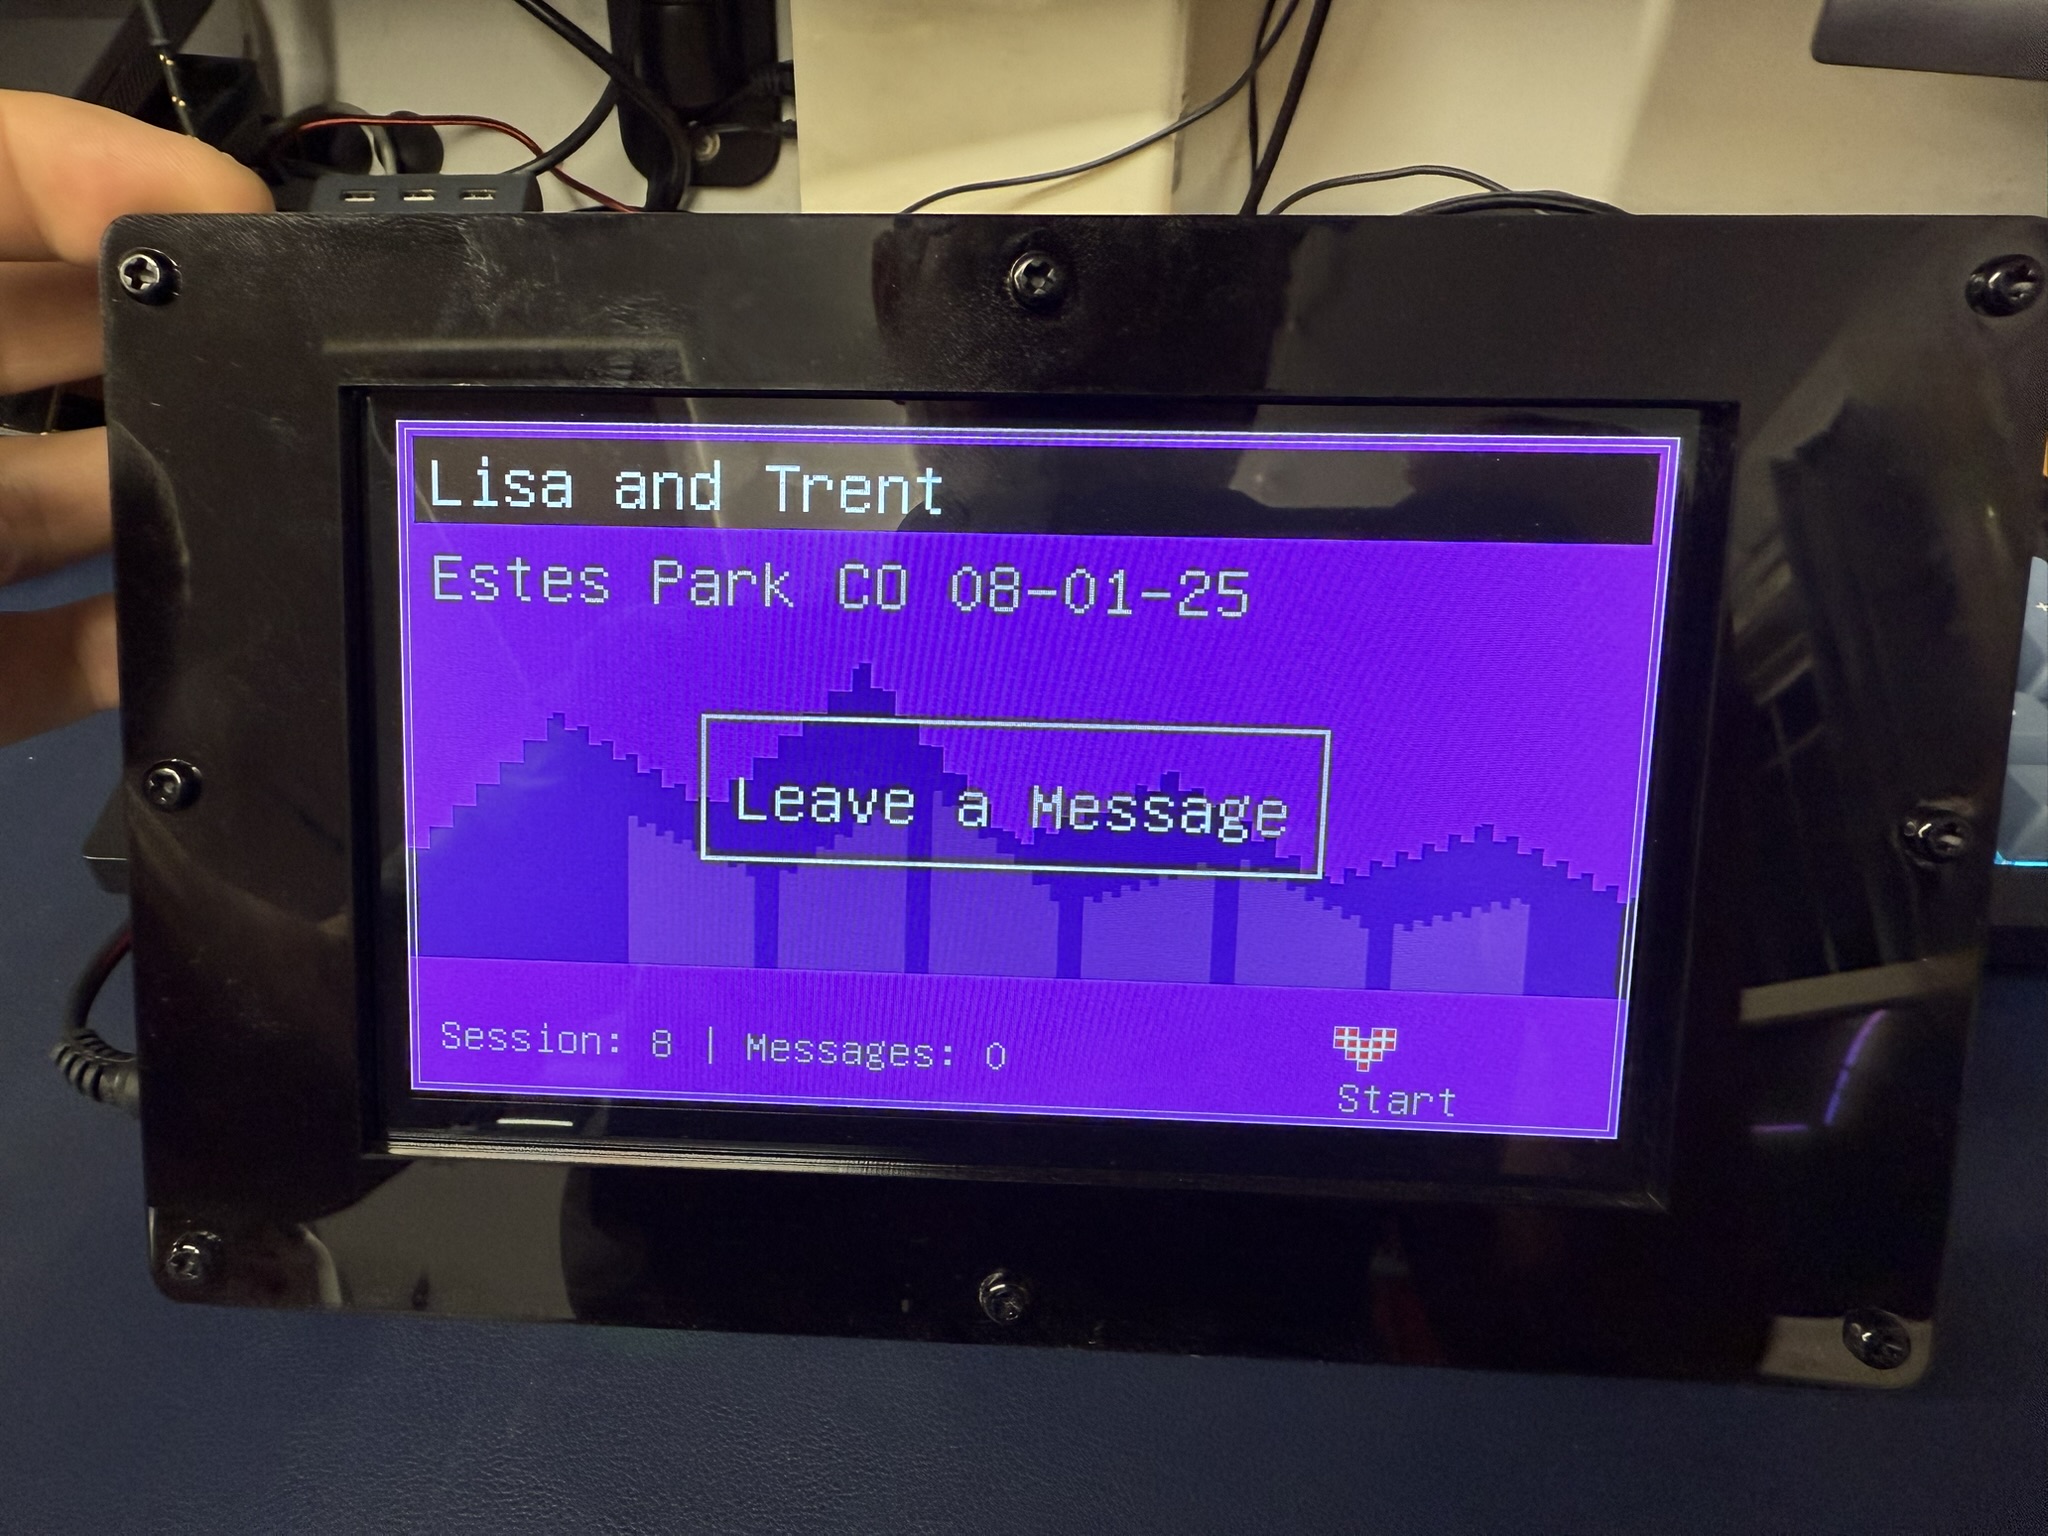 Lisa and Trent
Estes Park CO 08-01-25
Leave a Message
Session: 8 | Messages: 0
Start